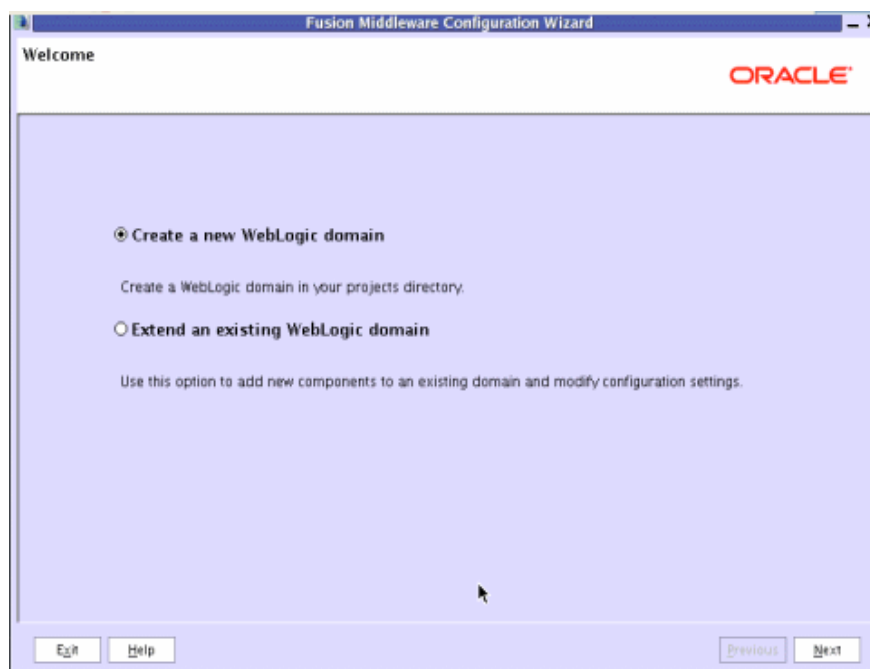 Fusion Middleware Configuration Wizard
Welcome
ORACLE
Create a new WebLogic domain
Create a WebLogic domain in your projects directory.
Extend an existing WebLogic domain
Use this option to add new components to an existing domain and modify configuration settings.
Exit Help Previous Next